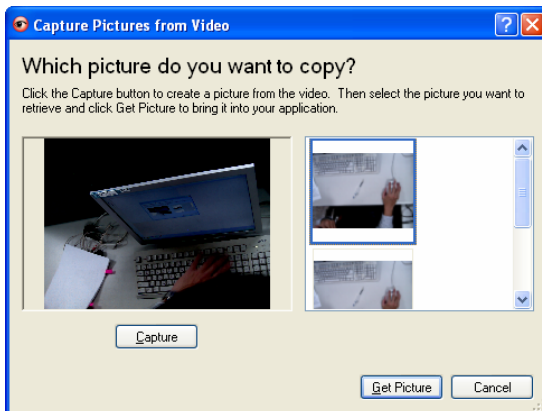 Capture Pictures from Video
Which picture do you want to copy?
Click the Capture button to create a picture from the video. Then select the picture you want to
retrieve and click Get Picture to bring it into your application.
Capture
Get Picture
Cancel